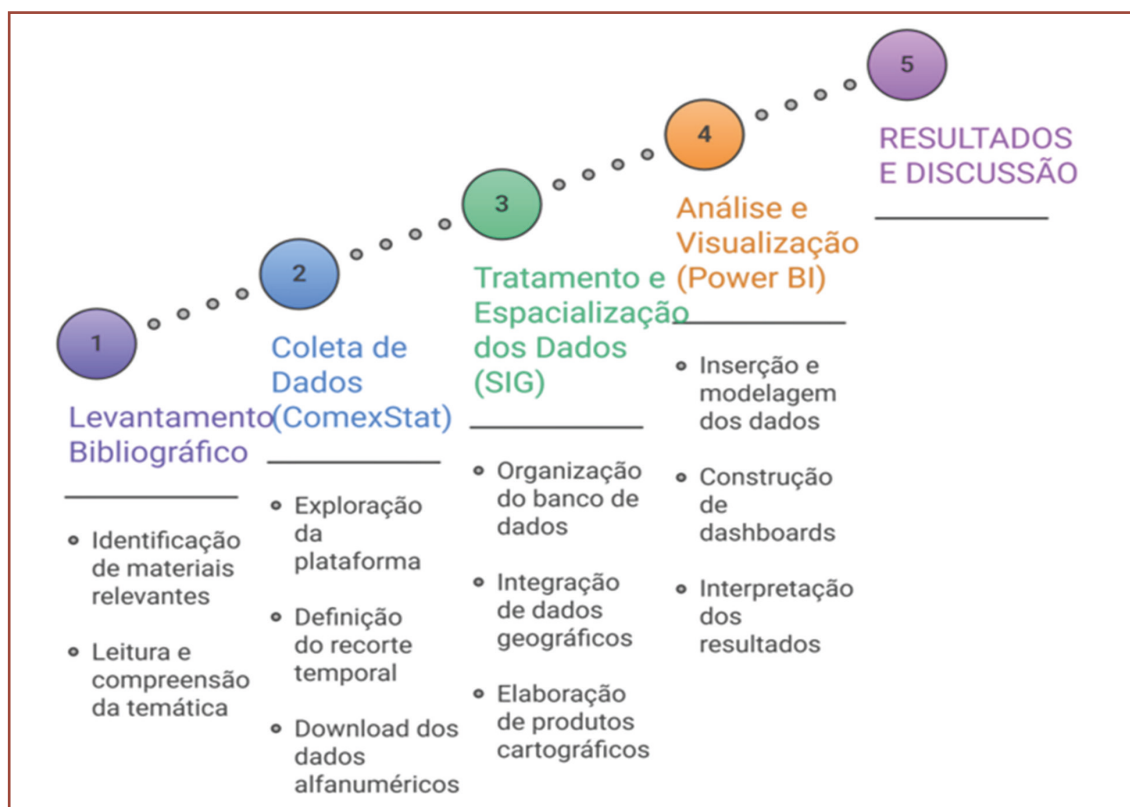 1
Levantamento
Bibliográfico
Identificação
de materiais
relevantes
Leitura e
compreensão
da temática
2
Coleta de
Dados
(ComexStat)
Exploração
da
plataforma
Definição
do recorte
temporal
Download dos
dados
alfanuméricos
3
Tratamento e
Espacialização
dos Dados
(SIG)
Organização
do banco de
dados
Integração
de dados
geográficos
Elaboração
de produtos
cartográficos
4
Análise e
Visualização
(Power BI)
Inserção e
modelagem
dos dados
Construção
de
dashboards
Interpretação
dos
resultados
5
RESULTADOS
E DISCUSSÃO